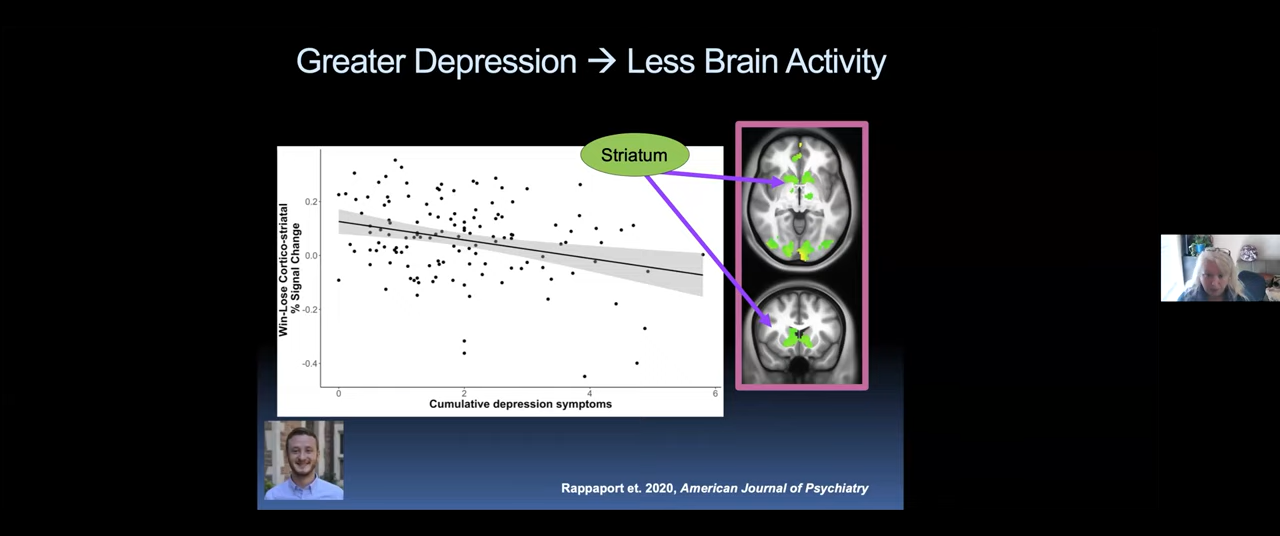 Greater Depression → Less Brain Activity
Striatum
Win-Lose Cortico-striatal
% Signal Change
0.2
0.0
-0.2
-0.4
0
2
4
6
Cumulative depression symptoms
Rappaport et. 2020, American Journal of Psychiatry